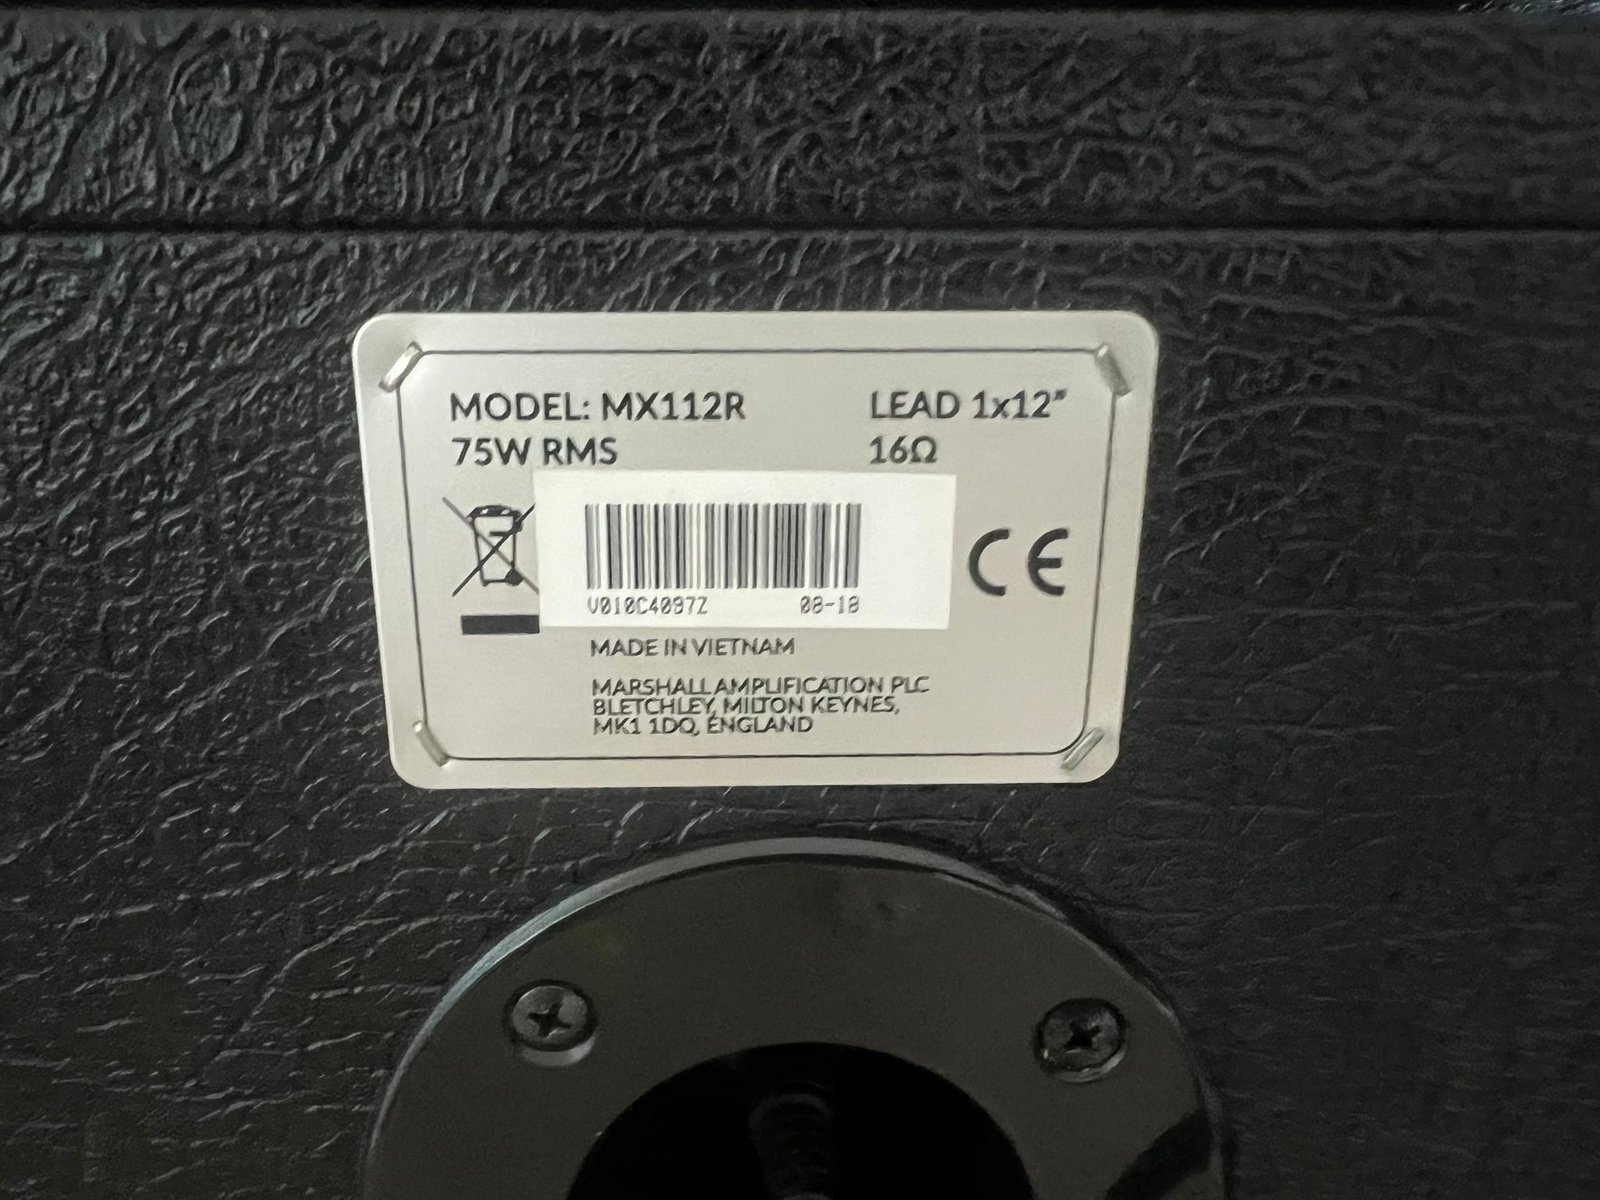 MODEL: MX112R LEAD 1x12"
75W RMS 16Ω
V010C4097Z 08-18
CE
MADE IN VIETNAM
MARSHALL AMPLIFICATION PLC
BLETCHLEY, MILTON KEYNES,
MK1 1DQ, ENGLAND